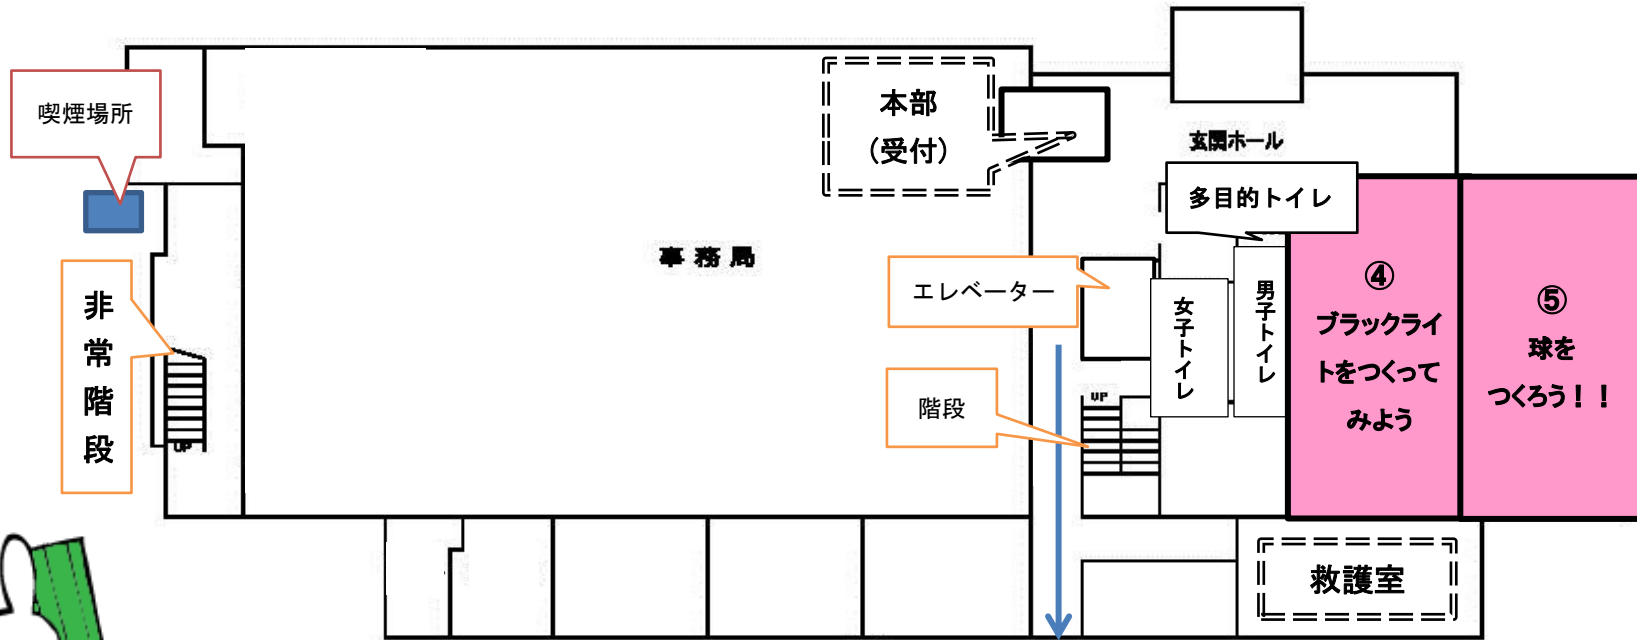 喫煙場所
本部
（受付）
玄関ホール
多目的トイレ
事務局
エレベーター
非常階段
女子トイレ
男子トイレ
④
ブラックライ
トをつくって
みよう
⑤
球を
つくろう！！
階段
UP
UP
救護室